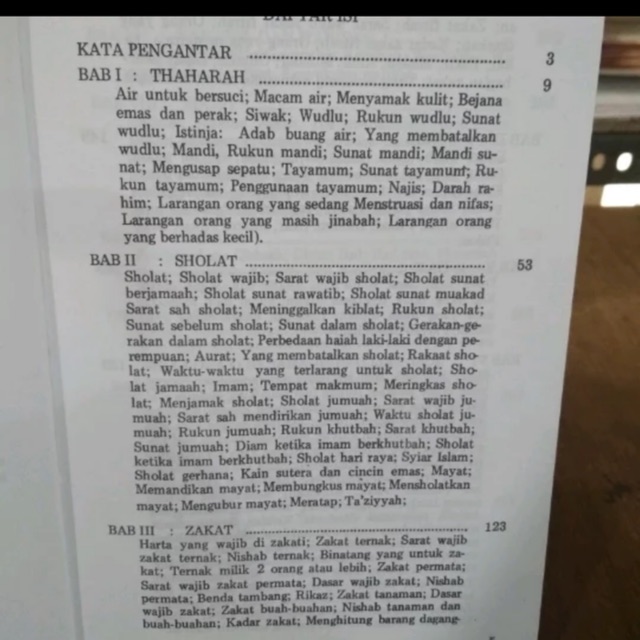 DAFTAR ISI
KATA PENGANTAR ........................................ 3
BAB I : THAHARAH ........................................ 9
Air untuk bersuci; Macam air; Menyamak kulit; Bejana
emas dan perak; Siwak; Wudlu; Rukun wudlu; Sunat
wudlu; Istinja: Adab buang air; Yang membatalkan
wudlu; Mandi, Rukun mandi; Sunat mandi; Mandi su-
nat; Mengusap sepatu; Tayamum; Sunat tayamum; Ru-
kun tayamum; Penggunaan tayamum; Najis; Darah ra-
him; Larangan orang yang sedang Menstruasi dan nifas;
Larangan orang yang masih jinabah; Larangan orang
yang berhadas kecil).
BAB II : SHOLAT ........................................ 53
Sholat; Sholat wajib; Sarat wajib sholat; Sholat sunat
berjamaah; Sholat sunat rawatib; Sholat sunat muakad
Sarat sah sholat; Meninggalkan kiblat; Rukun sholat;
Sunat sebelum sholat; Sunat dalam sholat; Gerakan-ge-
rakan dalam sholat; Perbedaan haiah laki-laki dengan pe-
rempuan; Aurat; Yang membatalkan sholat; Rakaat sho-
lat; Waktu-waktu yang terlarang untuk sholat; Sho-
lat jamaah; Imam; Tempat makmum; Meringkas sho-
lat; Menjamak sholat; Sholat jumuah; Sarat wajib ju-
muah; Sarat sah mendirikan jumuah; Waktu sholat ju-
muah; Rukun jumuah; Rukun khutbah; Sarat khutbah;
Sunat jumuah; Diam ketika imam berkhutbah; Sholat
ketika imam berkhutbah; Sholat hari raya; Syiar Islam;
Sholat gerhana; Kain sutera dan cincin emas; Mayat;
Memandikan mayat; Membungkus mayat; Mensholatkan
mayat; Mengubur mayat; Meratap; Ta'ziyyah;
BAB III : ZAKAT ........................................ 123
Harta yang wajib di zakati; Zakat ternak; Sarat wajib
zakat ternak; Nishab ternak; Binatang yang untuk za-
kat; Ternak milik 2 orang atau lebih; Zakat permata;
Sarat wajib zakat permata; Dasar wajib zakat; Nishab
permata; Benda tambang; Rikaz; Zakat tanaman; Dasar
wajib zakat; Zakat buah-buahan; Nishab tanaman dan
buah-buahan; Kadar zakat; Menghitung barang dagang-